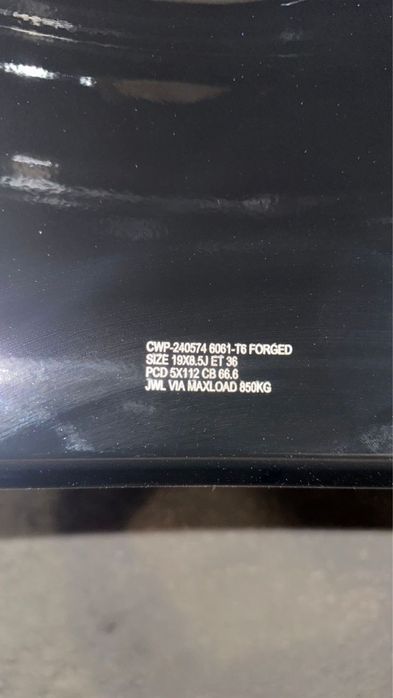 CWP-240574 6061-T6 FORGED
SIZE 19X8.5J ET 36
PCD 5X112 CB 66.6
JWL VIA MAXLOAD 850KG